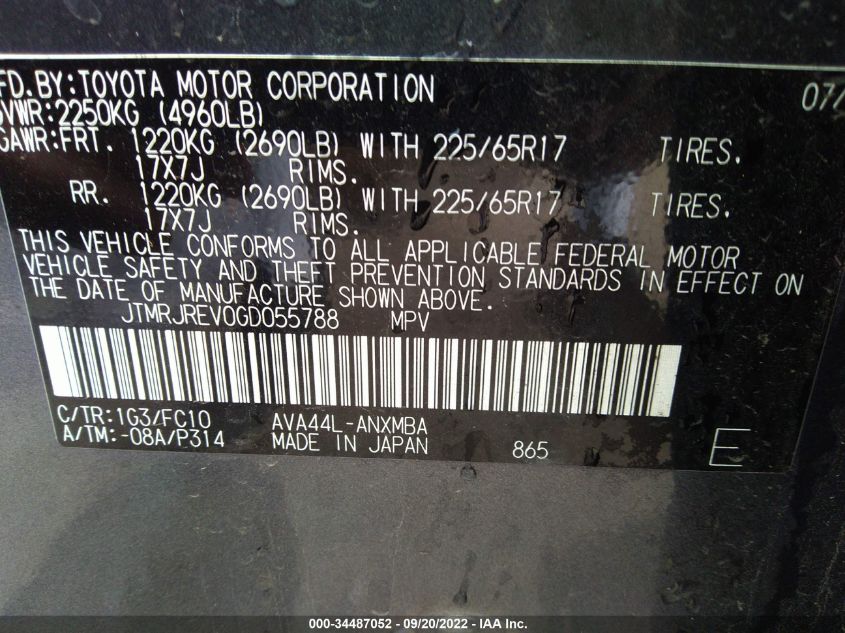 FD. BY: TOYOTA MOTOR CORPORATION 07/
GVWR: 2250KG (4960LB)
GAWR: FRT. 1220KG (2690LB) WITH 225/65R17 TIRES.
17X7J RIMS.
RR. 1220KG (2690LB) WITH 225/65R17 TIRES.
17X7J RIMS.
THIS VEHICLE CONFORMS TO ALL APPLICABLE FEDERAL MOTOR
VEHICLE SAFETY AND THEFT PREVENTION STANDARDS IN EFFECT ON
THE DATE OF MANUFACTURE SHOWN ABOVE.
JTMRJREV0GD055788 MPV
C/TR: 1G3/FC10 AVA44L-ANXMBA
A/TM: -08A/P314 MADE IN JAPAN 865 E
000-34487052 - 09/20/2022 - IAA Inc.